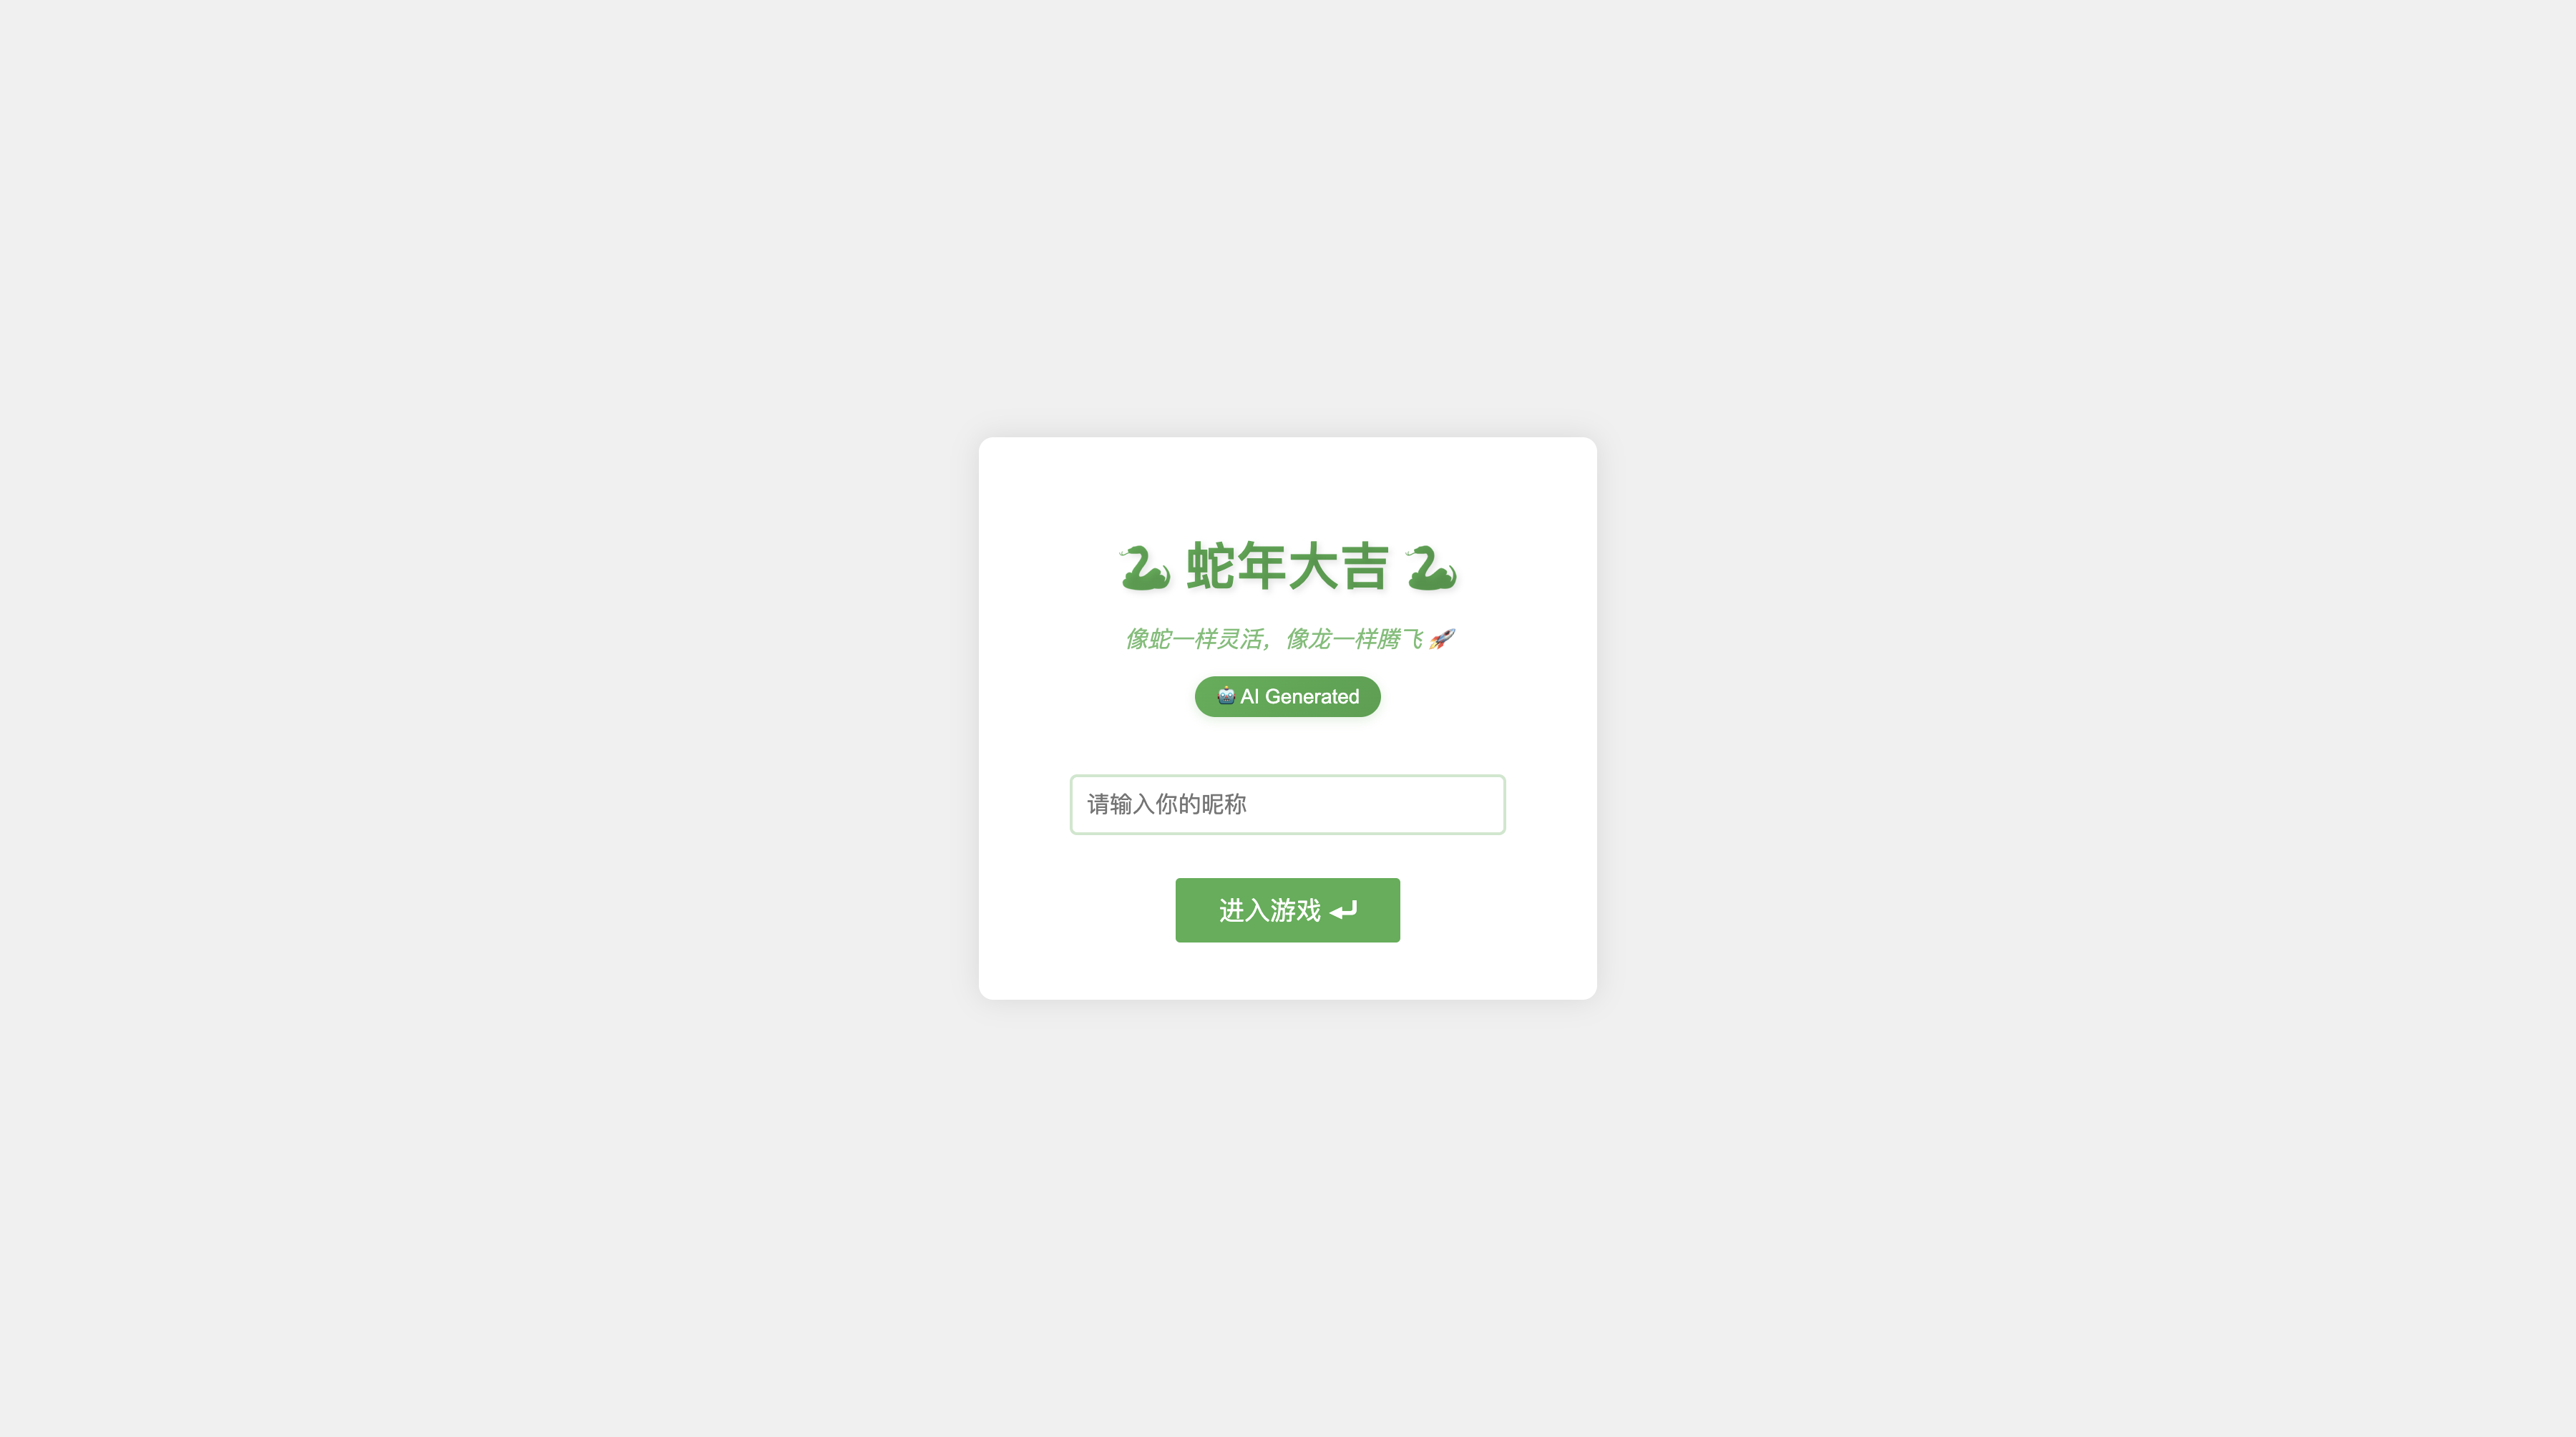 🐍 蛇年大吉 🐍
像蛇一样灵活，像龙一样腾飞 🚀
🤖 AI Generated
请输入你的昵称
进入游戏 ⮐